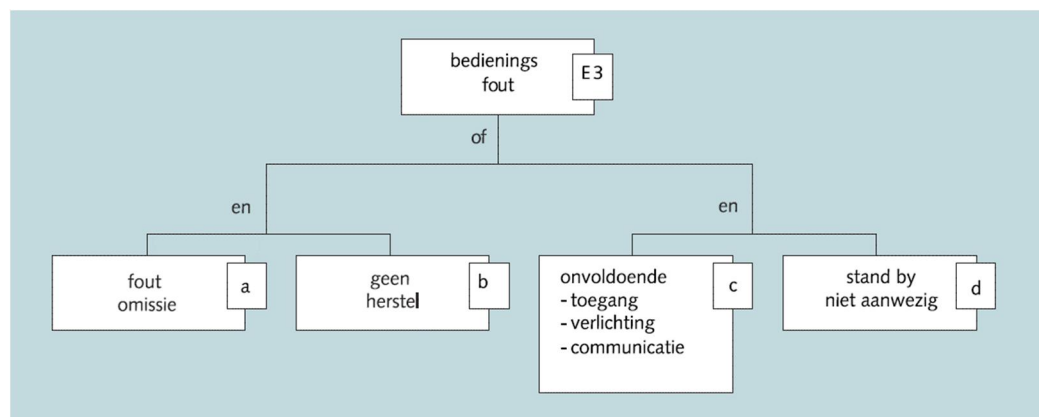 bedienings
fout
E3
of
en
en
fout
omissie
a
geen
herstel
b
onvoldoende
- toegang
- verlichting
- communicatie
c
stand by
niet aanwezig
d